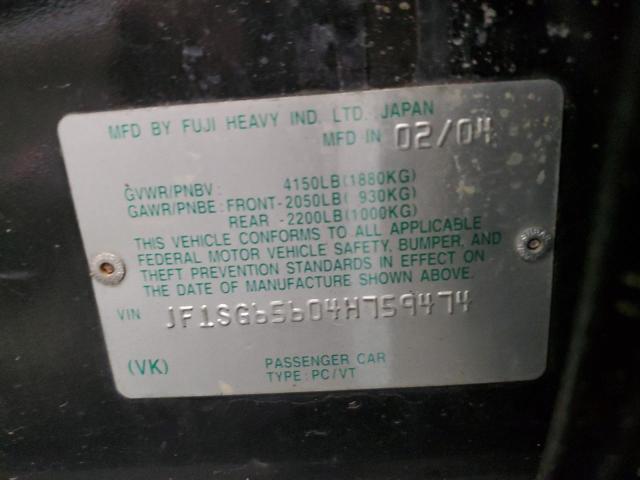 MFD BY FUJI HEAVY IND. LTD. JAPAN
MFD IN 02/04
GVWR/PNBV: 4150LB(1880KG)
GAWR/PNBE: FRONT-2050LB( 930KG)
REAR -2200LB(1000KG)
THIS VEHICLE CONFORMS TO ALL APPLICABLE
FEDERAL MOTOR VEHICLE SAFETY, BUMPER, AND
THEFT PREVENTION STANDARDS IN EFFECT ON
THE DATE OF MANUFACTURE SHOWN ABOVE.
VIN JF1SG65604H759474
(VK) PASSENGER CAR
TYPE: PC/VT